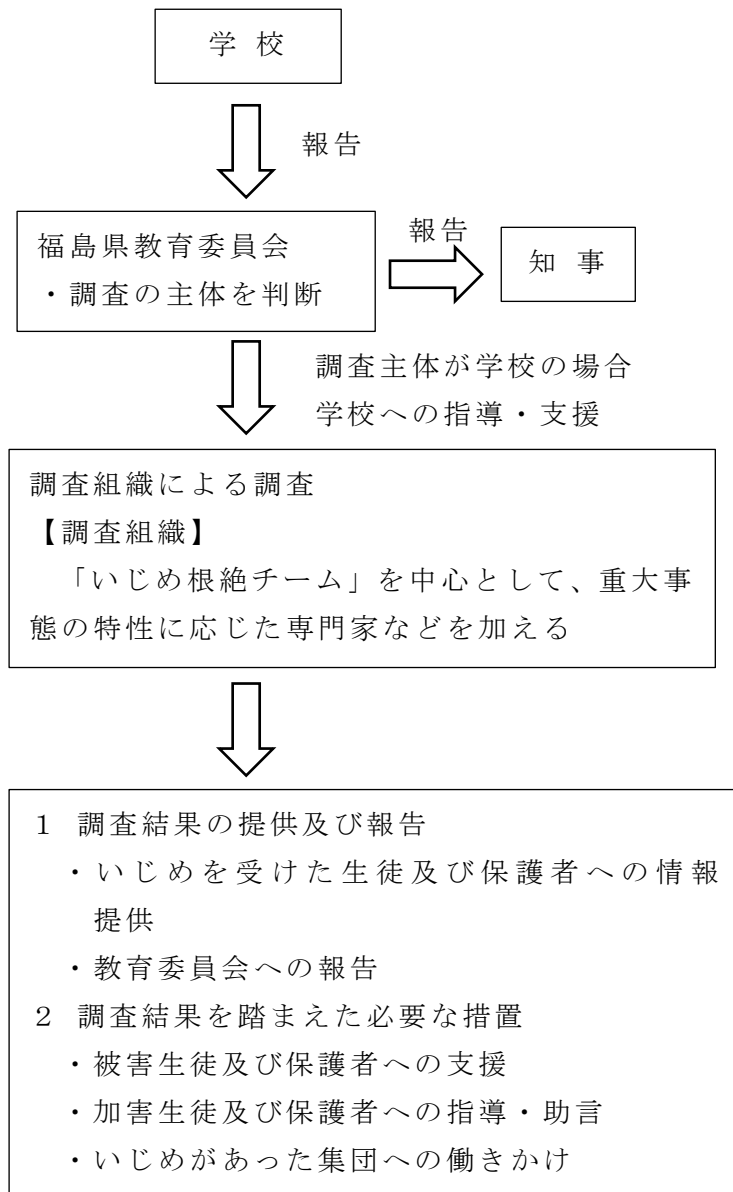 学 校
報告
福島県教育委員会
・調査の主体を判断
報告
知 事
調査主体が学校の場合
学校への指導・支援
調査組織による調査
【調査組織】
「いじめ根絶チーム」を中心として、重大事
態の特性に応じた専門家などを加える
1 調査結果の提供及び報告
・いじめを受けた生徒及び保護者への情報
提供
・教育委員会への報告
2 調査結果を踏まえた必要な措置
・被害生徒及び保護者への支援
・加害生徒及び保護者への指導・助言
・いじめがあった集団への働きかけ